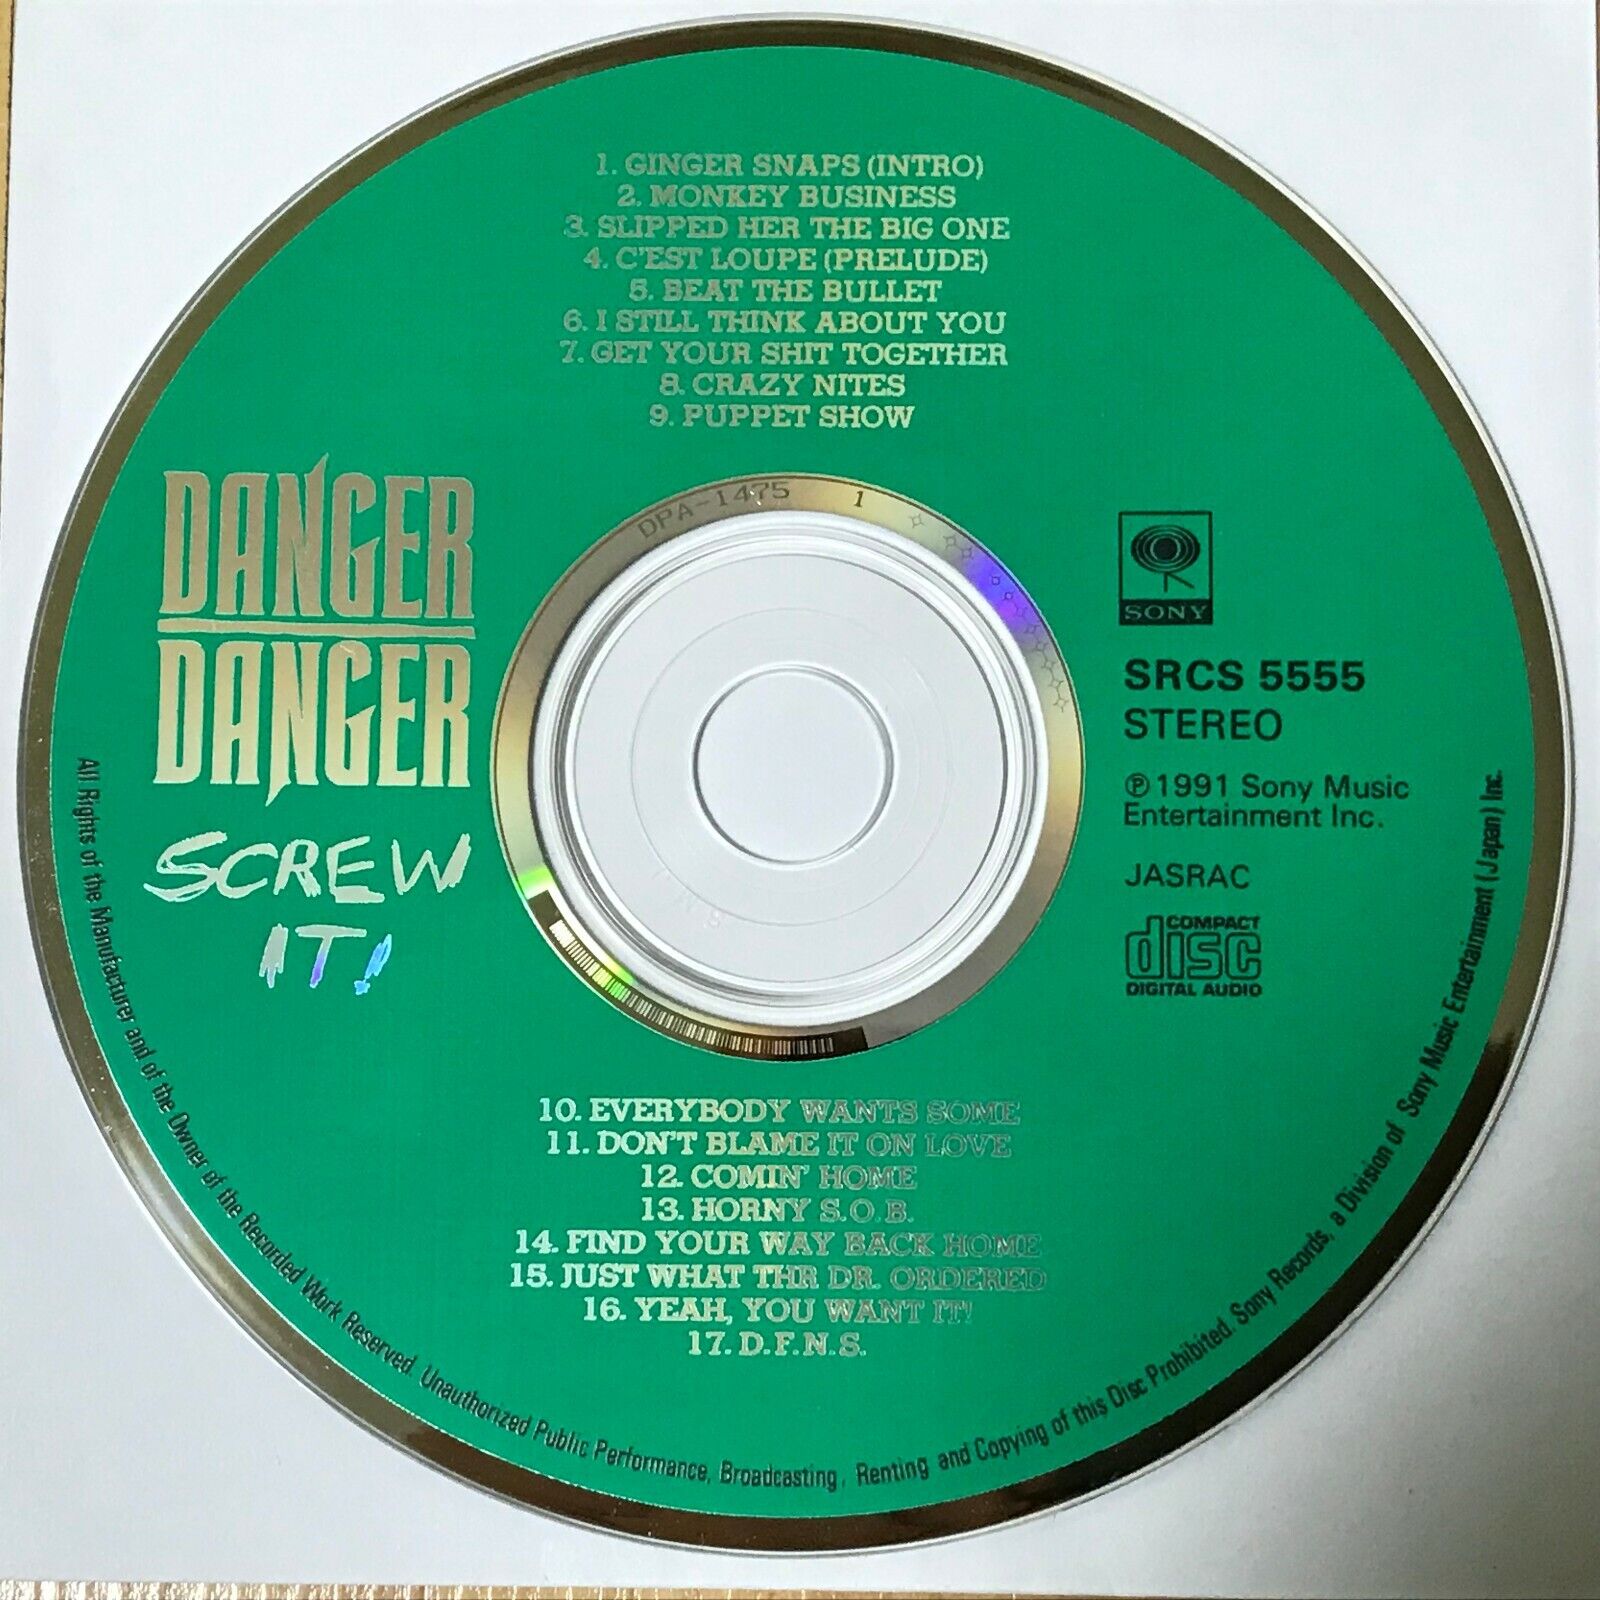 1. GINGER SNAPS (INTRO)
2. MONKEY BUSINESS
3. SLIPPED HER THE BIG ONE
4. C'EST LOUPE (PRELUDE)
5. BEAT THE BULLET
6. I STILL THINK ABOUT YOU
7. GET YOUR SHIT TOGETHER
8. CRAZY NITES
9. PUPPET SHOW
DANGER
DANGER
SCREW
IT!
DPA-1475 1
SONY
SRCS 5555
STEREO
℗ 1991 Sony Music
Entertainment Inc.
JASRAC
COMPACT
disc
DIGITAL AUDIO
10. EVERYBODY WANTS SOME
11. DON'T BLAME IT ON LOVE
12. COMIN' HOME
13. HORNY S.O.B.
14. FIND YOUR WAY BACK HOME
15. JUST WHAT THR DR. ORDERED
16. YEAH, YOU WANT IT!
17. D.F.N.S.
All Rights of the Manufacturer and of the Owner of the Recorded Work Reserved. Unauthorized Public Performance, Broadcasting, Renting and Copying of this Disc Prohibited. Sony Records, a Division of Sony Music Entertainment (Japan) Inc.